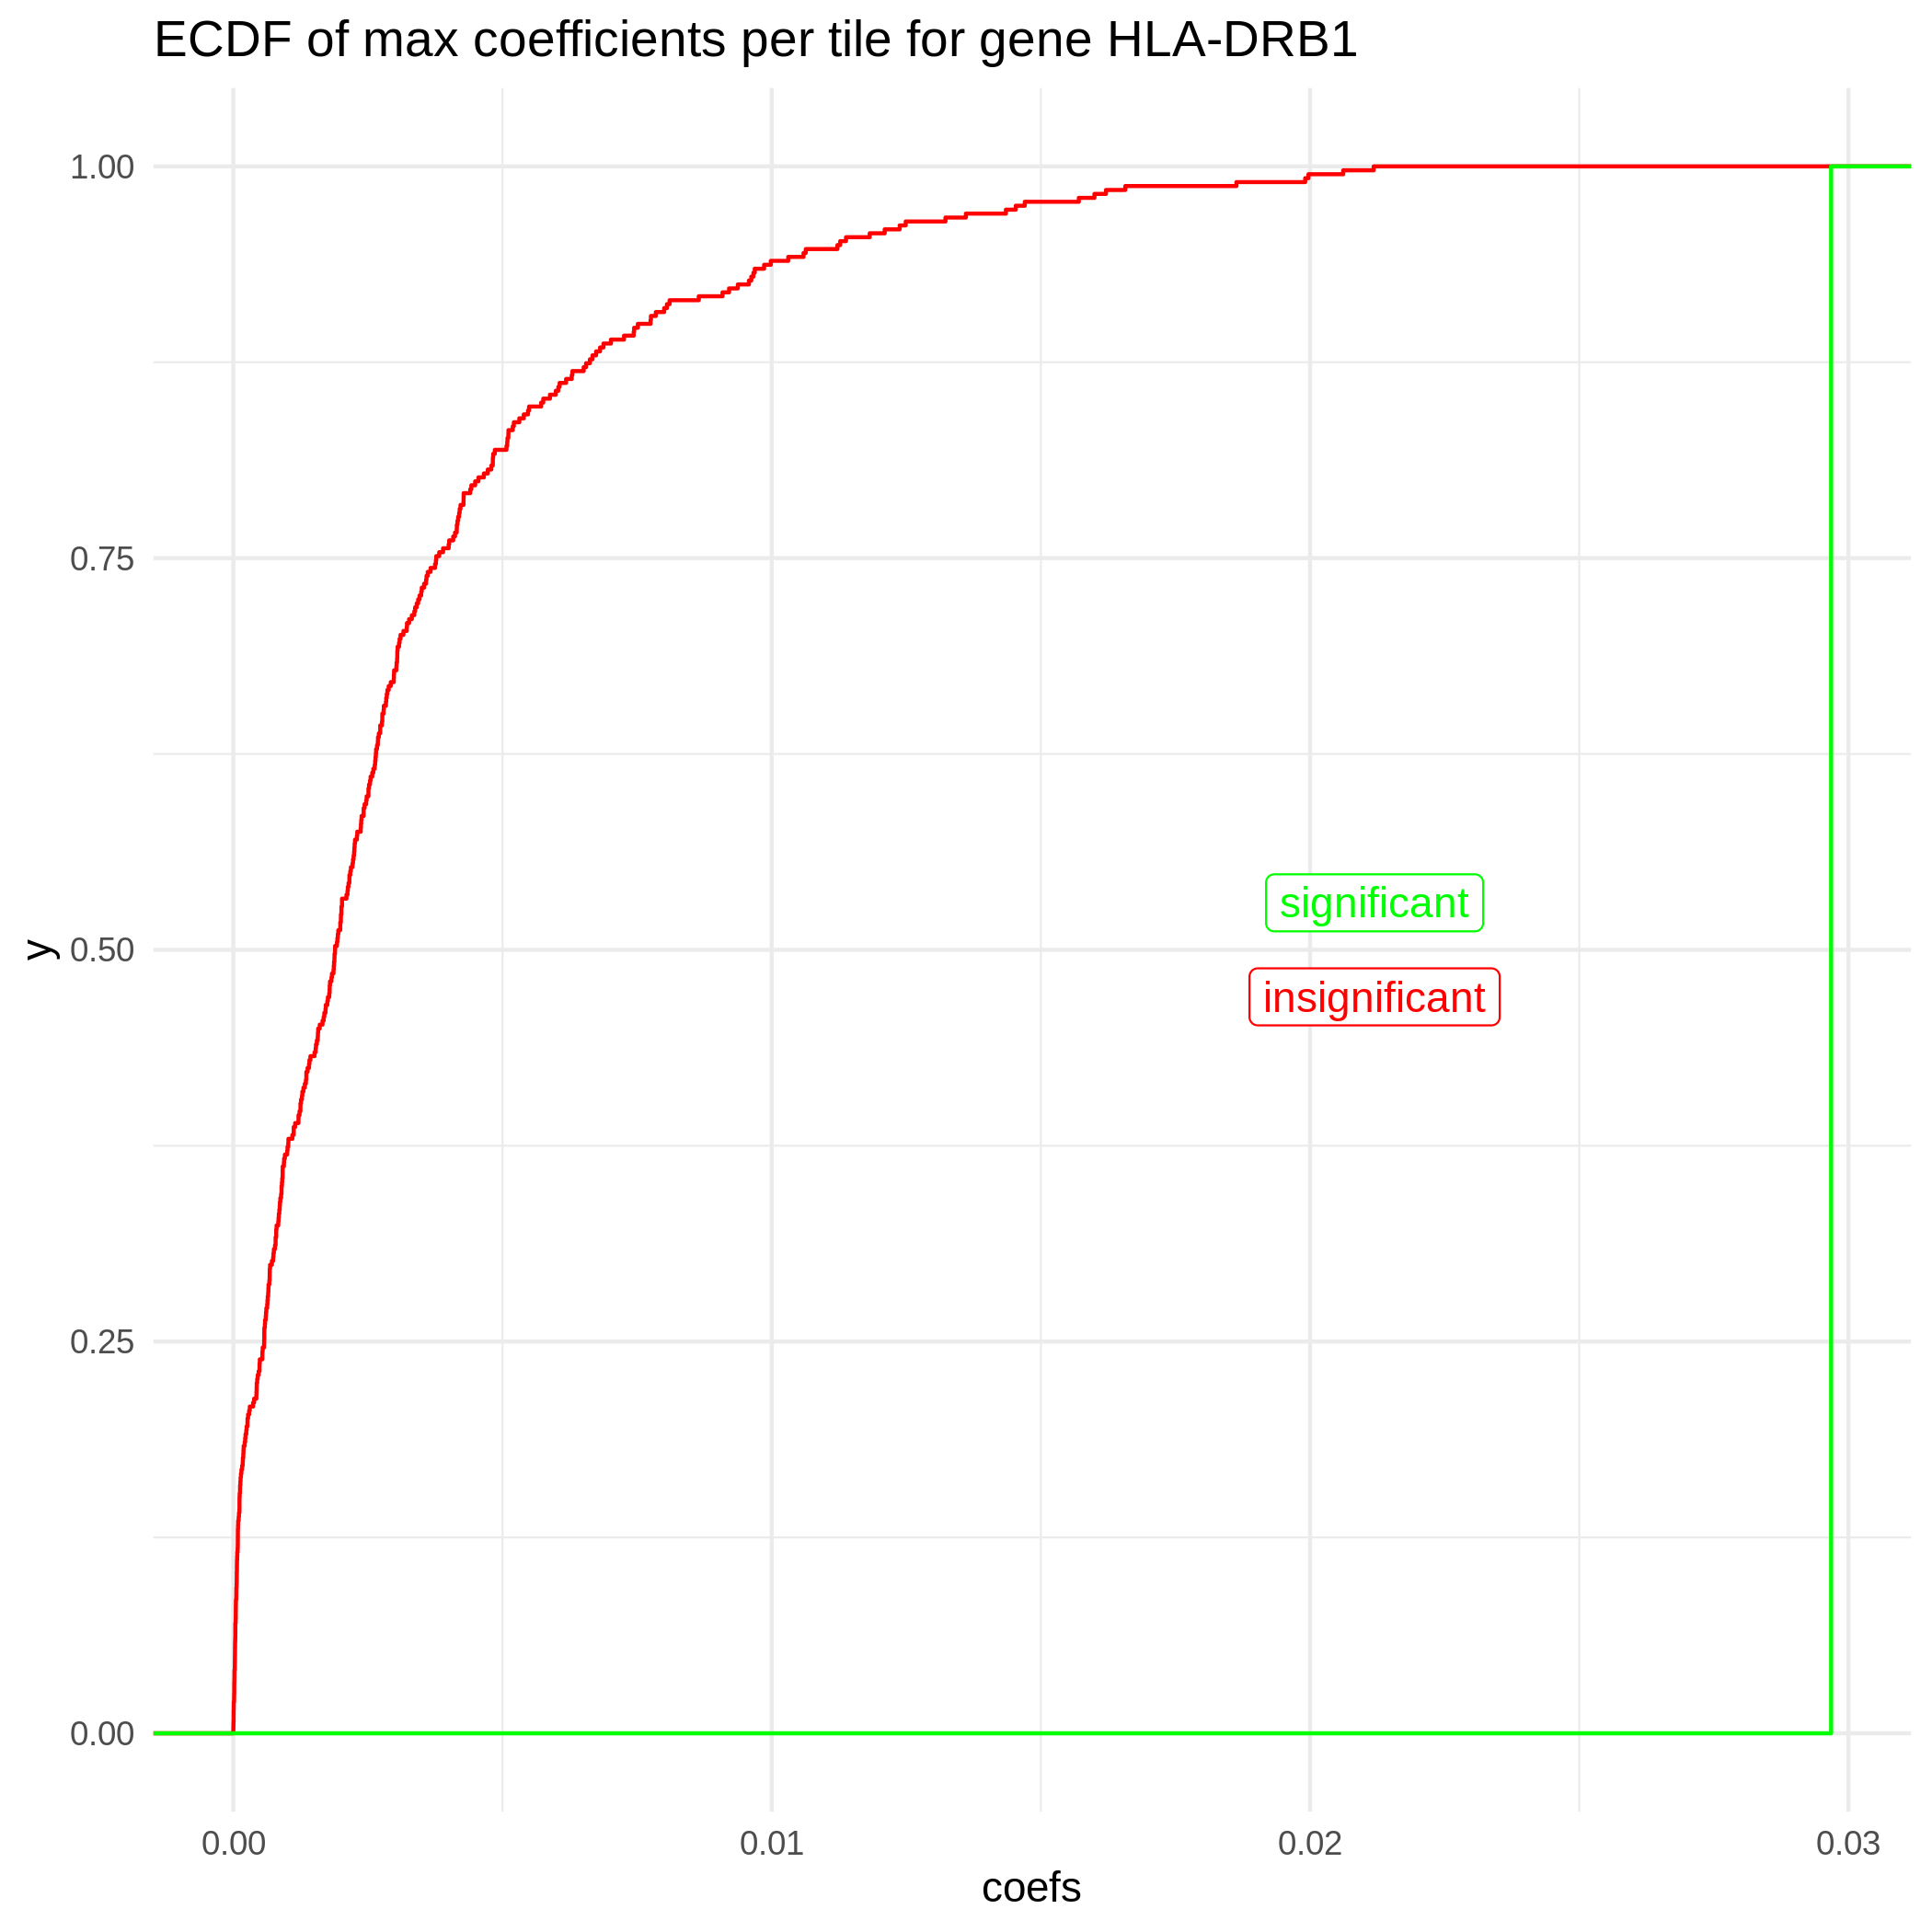 ECDF of max coefficients per tile for gene HLA-DRB1
1.00
0.75
0.50
0.25
0.00
y
significant
insignificant
0.00 0.01 0.02 0.03
coefs